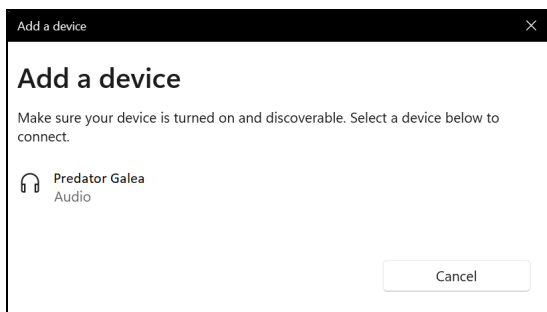 Add a device
Add a device
Make sure your device is turned on and discoverable. Select a device below to
connect.
Predator Galea
Audio
Cancel